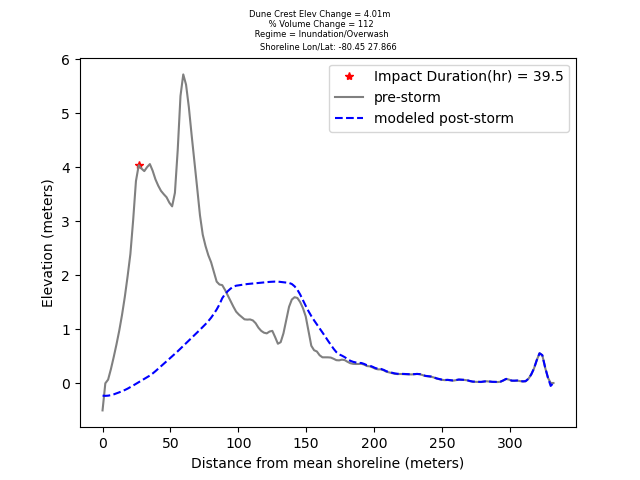 Dune Crest Elev Change = 4.01m
% Volume Change = 112
Regime = Inundation/Overwash
Shoreline Lon/Lat: -80.45 27.866
Impact Duration(hr) = 39.5
pre-storm
modeled post-storm
6
5
4
3
2
1
0
Elevation (meters)
0 50 100 150 200 250 300
Distance from mean shoreline (meters)